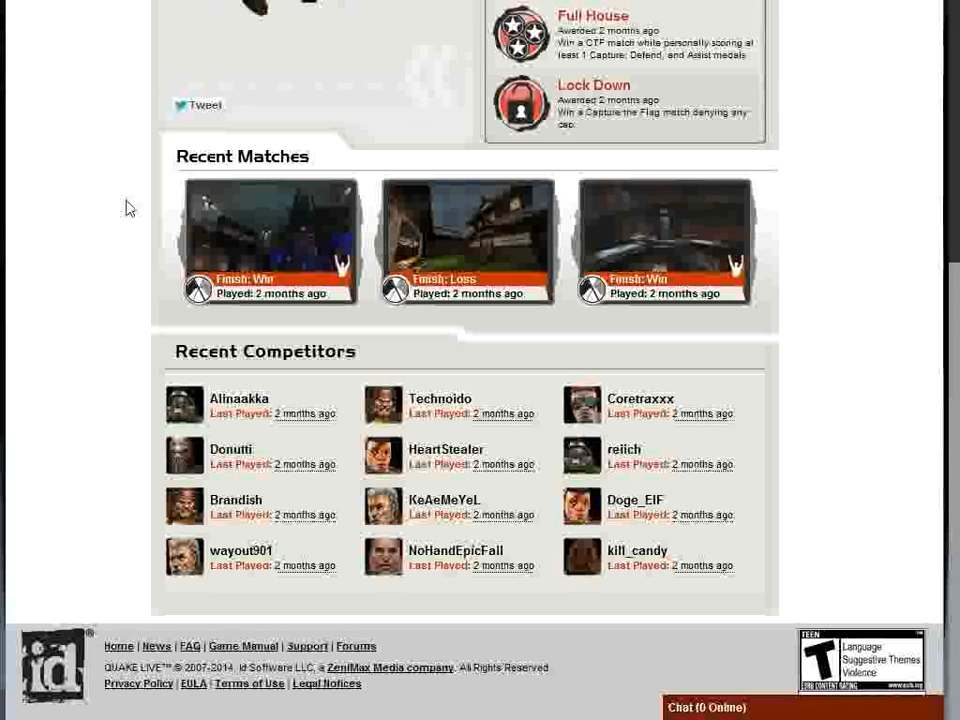 Full House
Awarded 2 months ago
Win a CTF match while personally scoring at
least 1 Capture, Defend, and Assist medals
Lock Down
Awarded 2 months ago
Win a Capture the Flag match denying any
cap.
Tweet
Recent Matches
Finish: Win
Played: 2 months ago
Finish: Loss
Played: 2 months ago
Finish: Win
Played: 2 months ago
Recent Competitors
Alinaakka
Last Played: 2 months ago
Technoido
Last Played: 2 months ago
Coretraxxx
Last Played: 2 months ago
Donutti
Last Played: 2 months ago
HeartStealer
Last Played: 2 months ago
reiich
Last Played: 2 months ago
Brandish
Last Played: 2 months ago
KeAeMeYeL
Last Played: 2 months ago
Doge_EIF
Last Played: 2 months ago
wayout901
Last Played: 2 months ago
NoHandEpicFail
Last Played: 2 months ago
kill_candy
Last Played: 2 months ago
id®
Home | News | FAQ | Game Manual | Support | Forums
QUAKE LIVE™ © 2007-2014, id Software LLC, a ZeniMax Media company. All Rights Reserved
Privacy Policy | EULA | Terms of Use | Legal Notices
TEEN
T
Language
Suggestive Themes
Violence
ESRB CONTENT RATING www.esrb.org
Chat (0 Online)